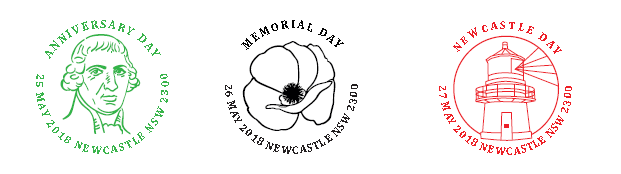 ANNIVERSARY DAY
25 MAY 2018 NEWCASTLE NSW 2300
MEMORIAL DAY
26 MAY 2018 NEWCASTLE NSW 2300
NEWCASTLE DAY
27 MAY 2018 NEWCASTLE NSW 2300